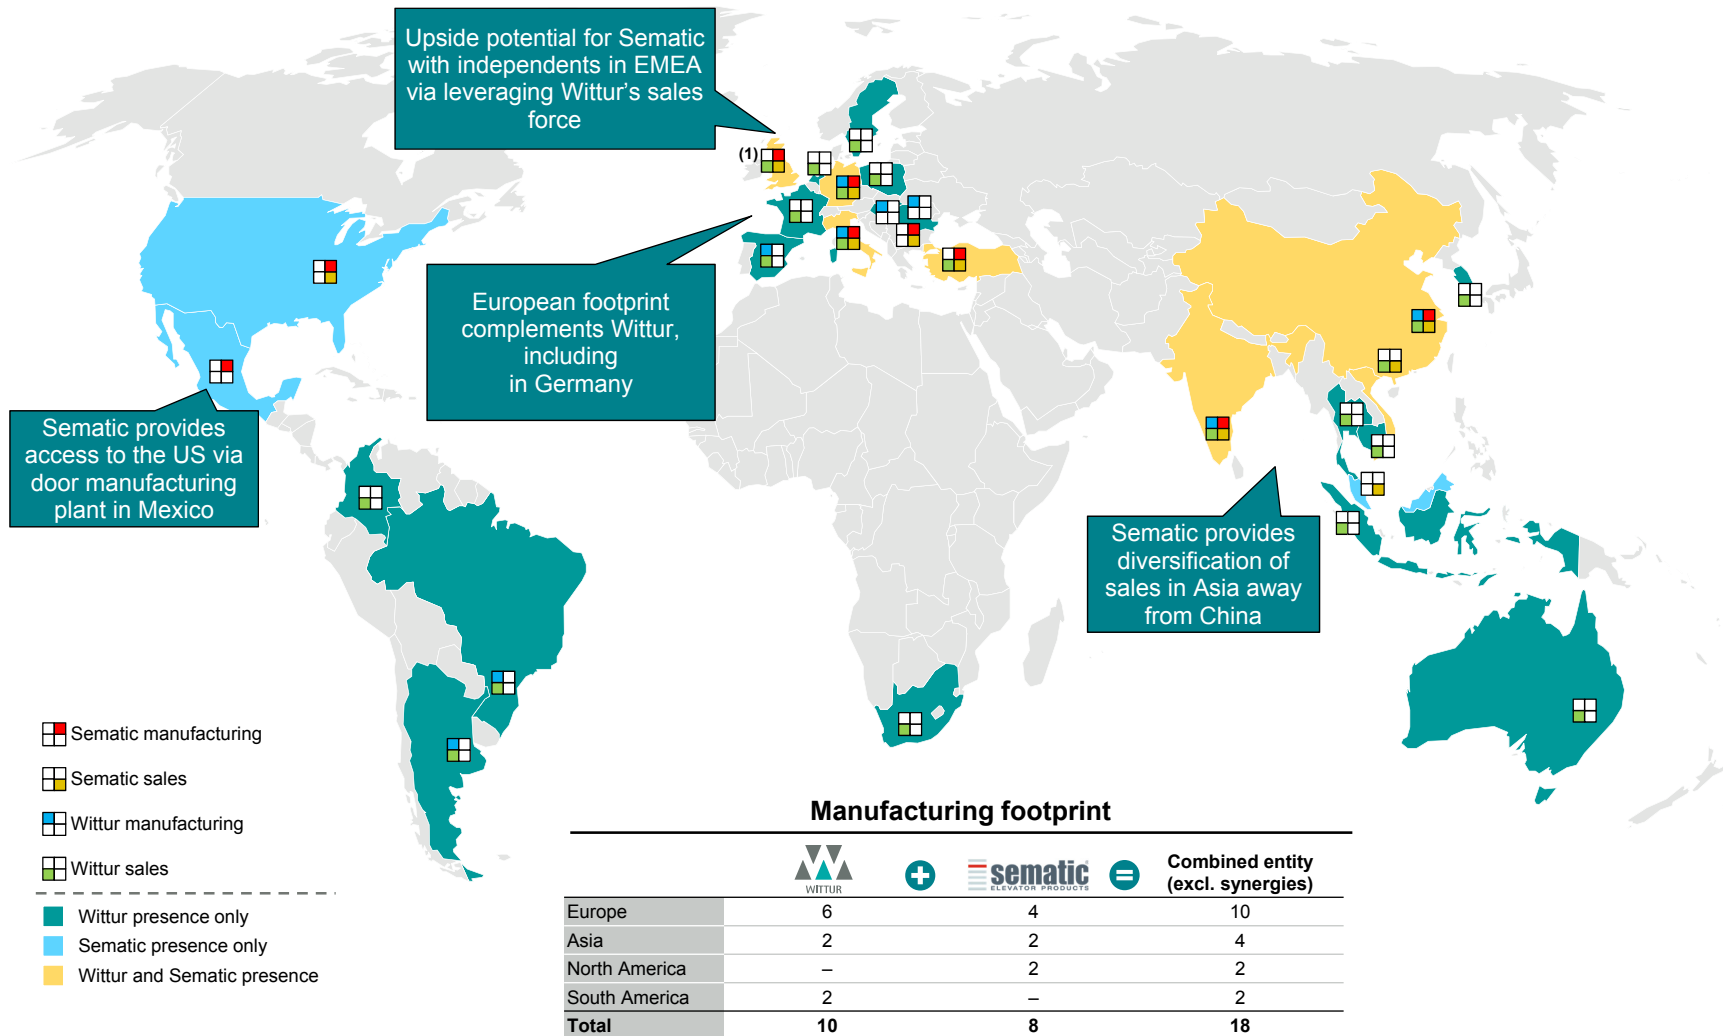 Upside potential for Sematic
with independents in EMEA
via leveraging Wittur's sales
force
(1)
European footprint
complements Wittur,
including
in Germany
Sematic provides
access to the US via
door manufacturing
plant in Mexico
Sematic provides
diversification of
sales in Asia away
from China
Sematic manufacturing
Sematic sales
Wittur manufacturing
Wittur sales
Wittur presence only
Sematic presence only
Wittur and Sematic presence
Manufacturing footprint
WITTUR + sematic ELEVATOR PRODUCTS = Combined entity
(excl. synergies)
Europe 6 4 10
Asia 2 2 4
North America – 2 2
South America 2 – 2
Total 10 8 18